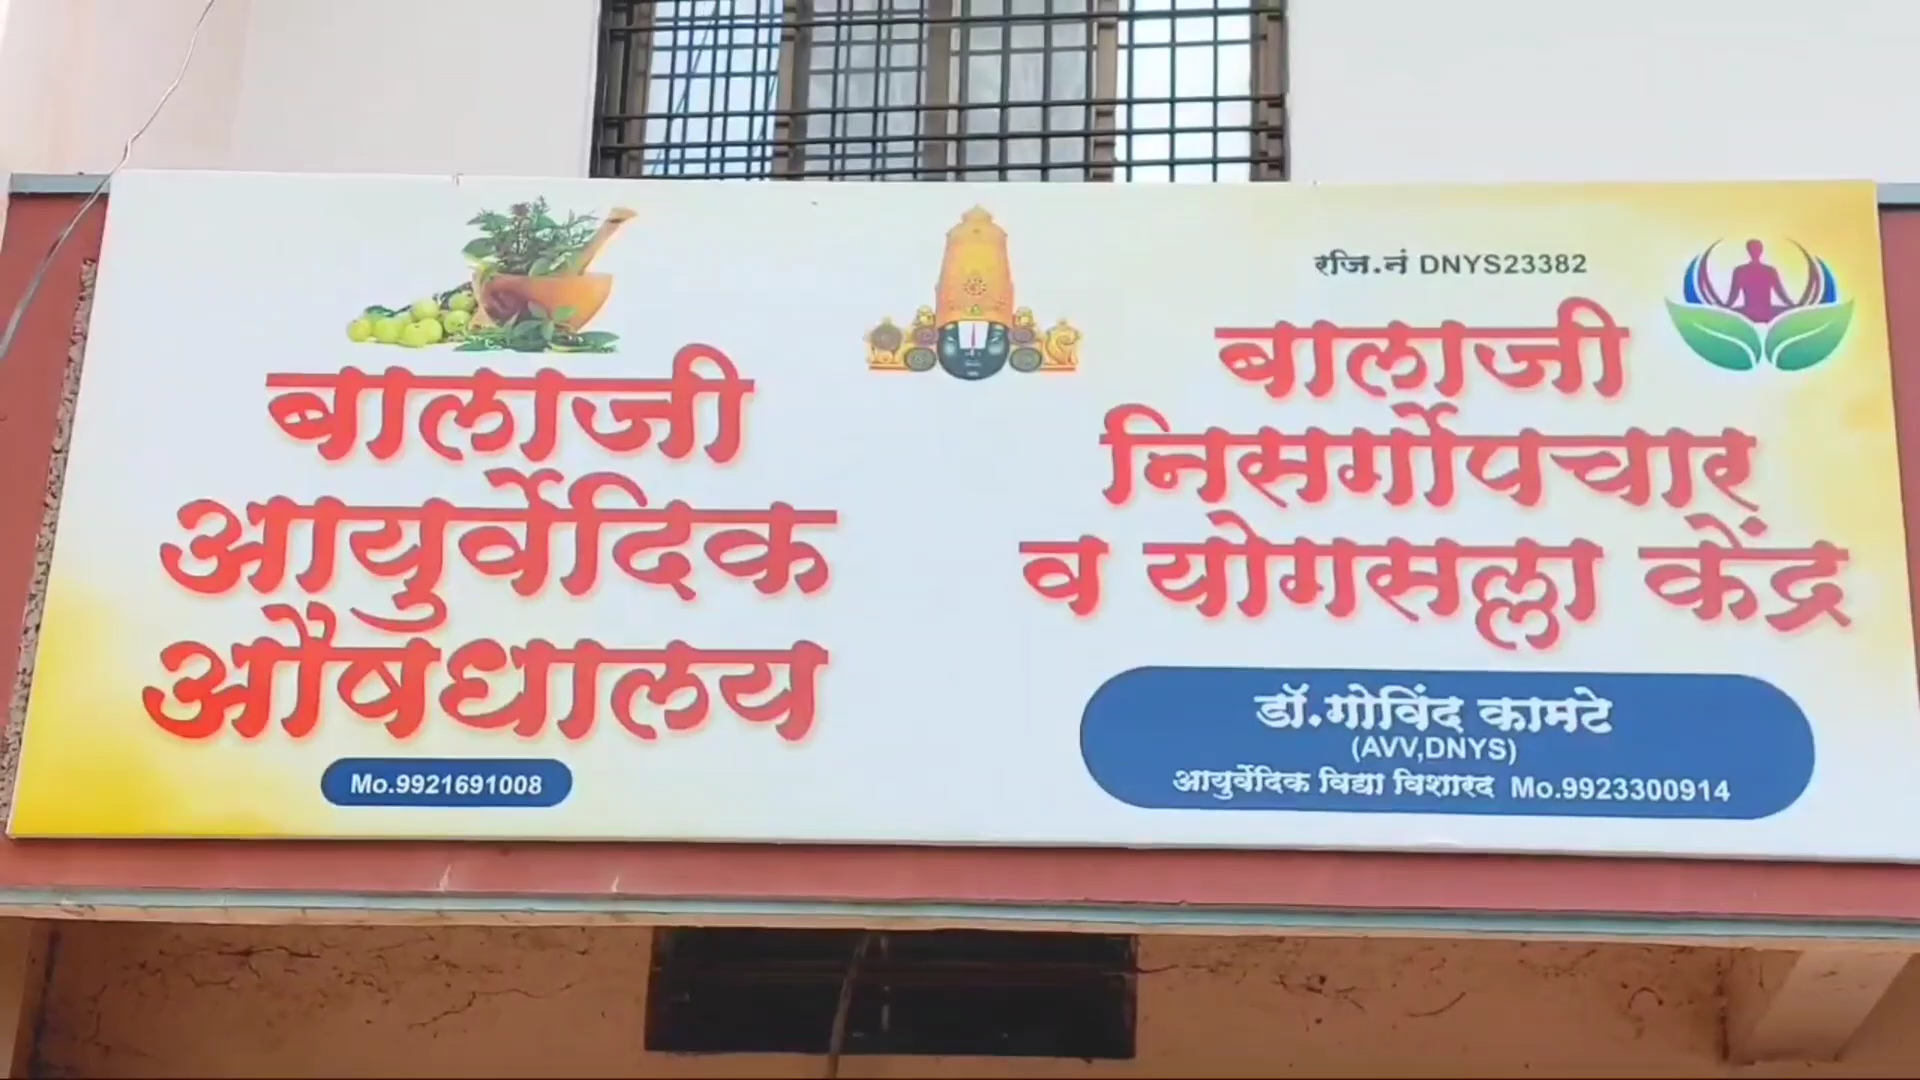 बालाजी
आयुर्वेदिक
औषधालय
Mo.9921691008
रजि.नं DNYS23382
बालाजी
निसर्गोपचार
व योगसल्ला केंद्र
डॉ.गोविंद कामटे
(AVV,DNYS)
आयुर्वेदिक विद्या विशारद Mo.9923300914